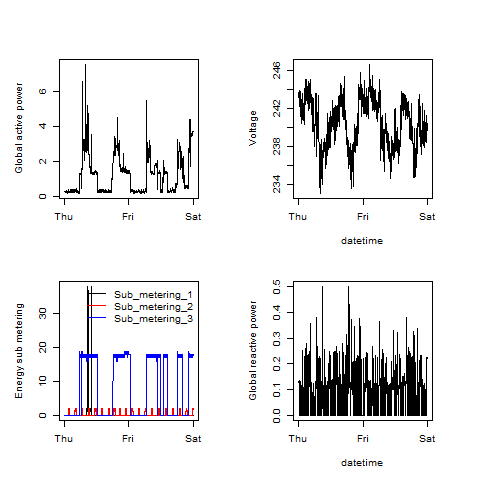 Global active power
0 2 4 6
Thu Fri Sat
Voltage
234 238 242 246
Thu Fri Sat
datetime
Energy sub metering
0 10 20 30
Sub_metering_1
Sub_metering_2
Sub_metering_3
Thu Fri Sat
Global reactive power
0.0 0.1 0.2 0.3 0.4 0.5
Thu Fri Sat
datetime